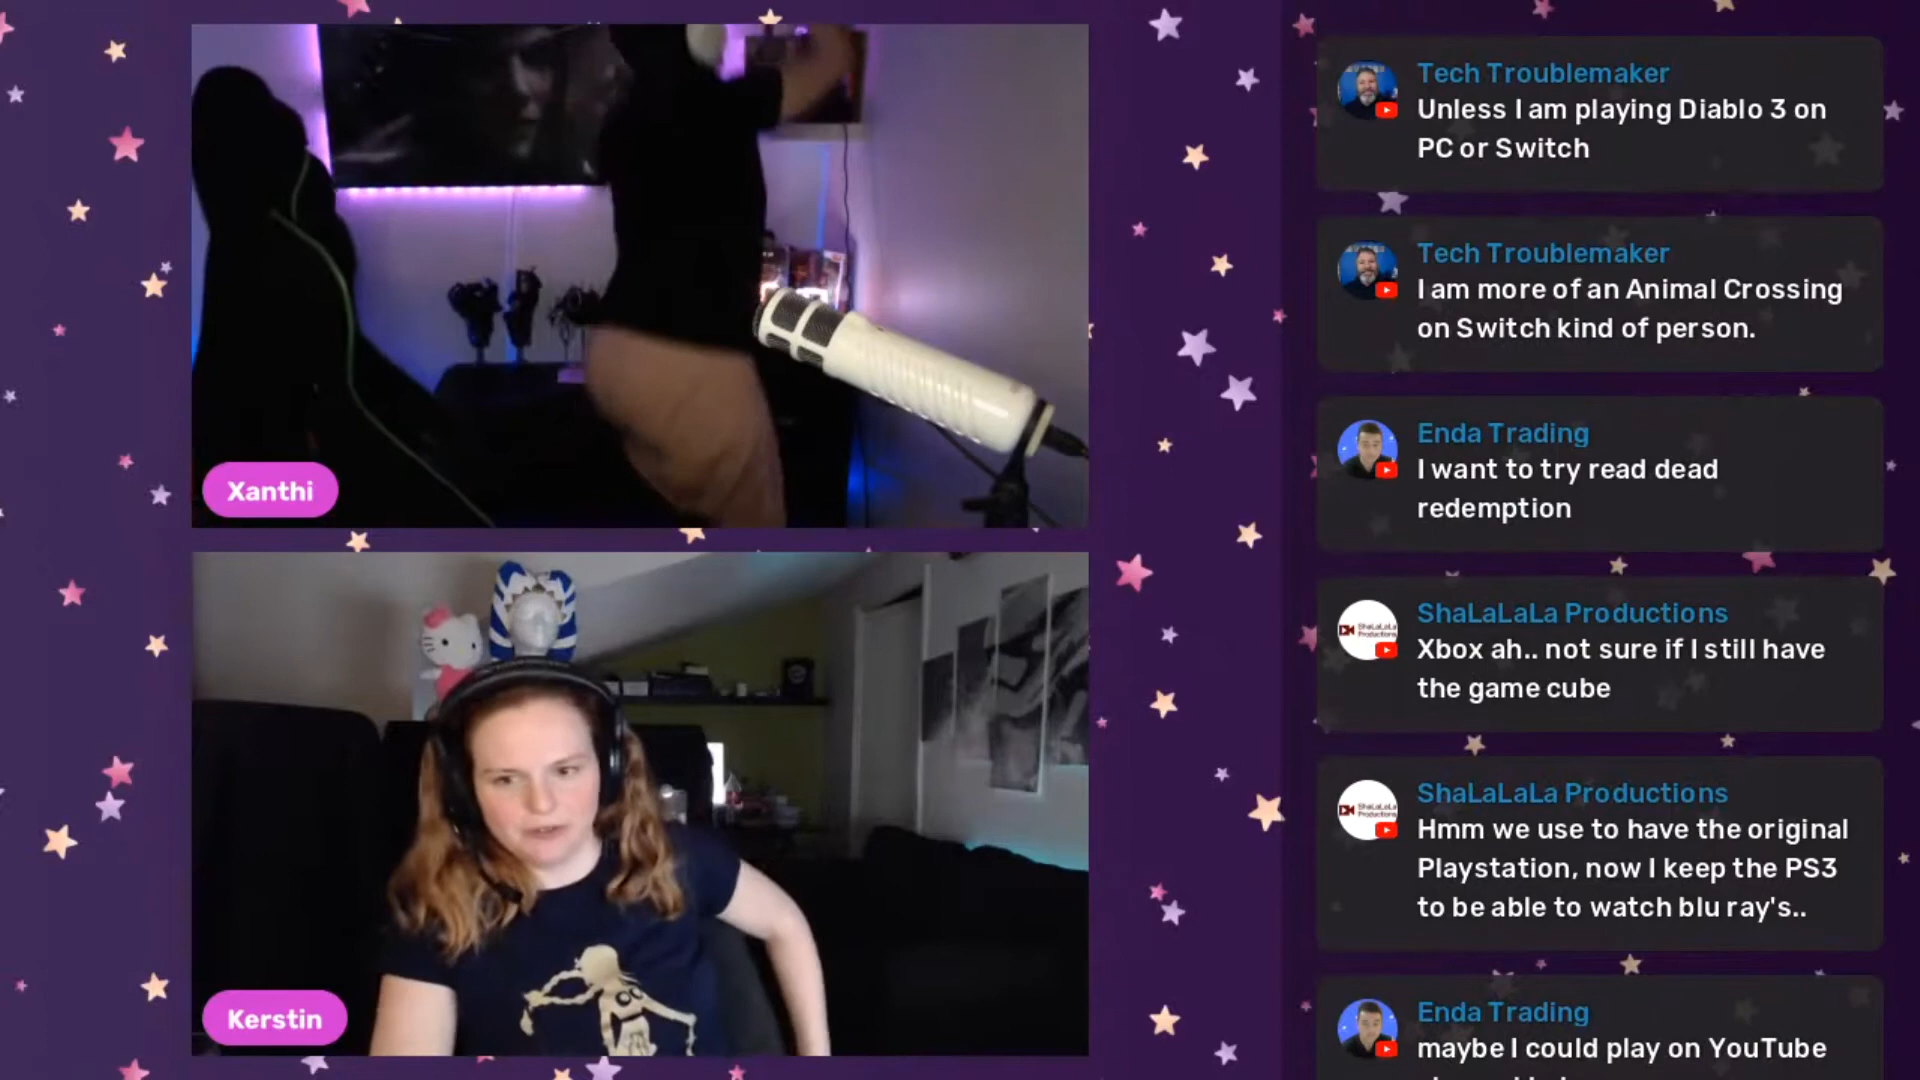 Xanthi
Kerstin
Tech Troublemaker
Unless I am playing Diablo 3 on
PC or Switch
Tech Troublemaker
I am more of an Animal Crossing
on Switch kind of person.
Enda Trading
I want to try read dead
redemption
ShaLaLaLa Productions
Xbox ah.. not sure if I still have
the game cube
ShaLaLaLa Productions
Hmm we use to have the original
Playstation, now I keep the PS3
to be able to watch blu ray's..
Enda Trading
maybe I could play on YouTube